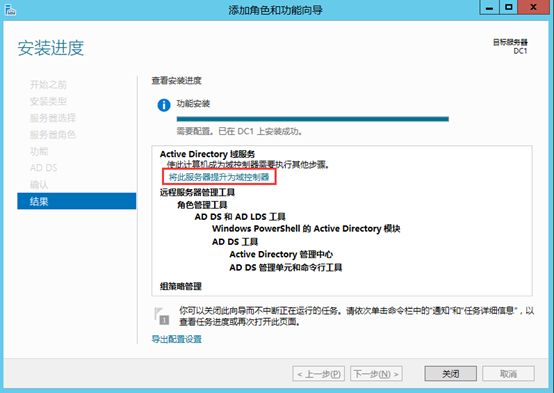 添加角色和功能向导
安装进度
目标服务器
DC1
开始之前
安装类型
服务器选择
服务器角色
功能
AD DS
确认
结果
查看安装进度
功能安装
需要配置。已在 DC1 上安装成功。
Active Directory 域服务
使此计算机成为域控制器需要执行其他步骤。
将此服务器提升为域控制器
远程服务器管理工具
角色管理工具
AD DS 和 AD LDS 工具
Windows PowerShell 的 Active Directory 模块
AD DS 工具
Active Directory 管理中心
AD DS 管理单元和命令行工具
组策略管理
1
你可以关闭此向导而不中断正在运行的任务。请依次单击命令栏中的“通知”和“任务详细信息”，以
查看任务进度或再次打开此页面。
导出配置设置
< 上一步(P)
下一步(N) >
关闭
取消